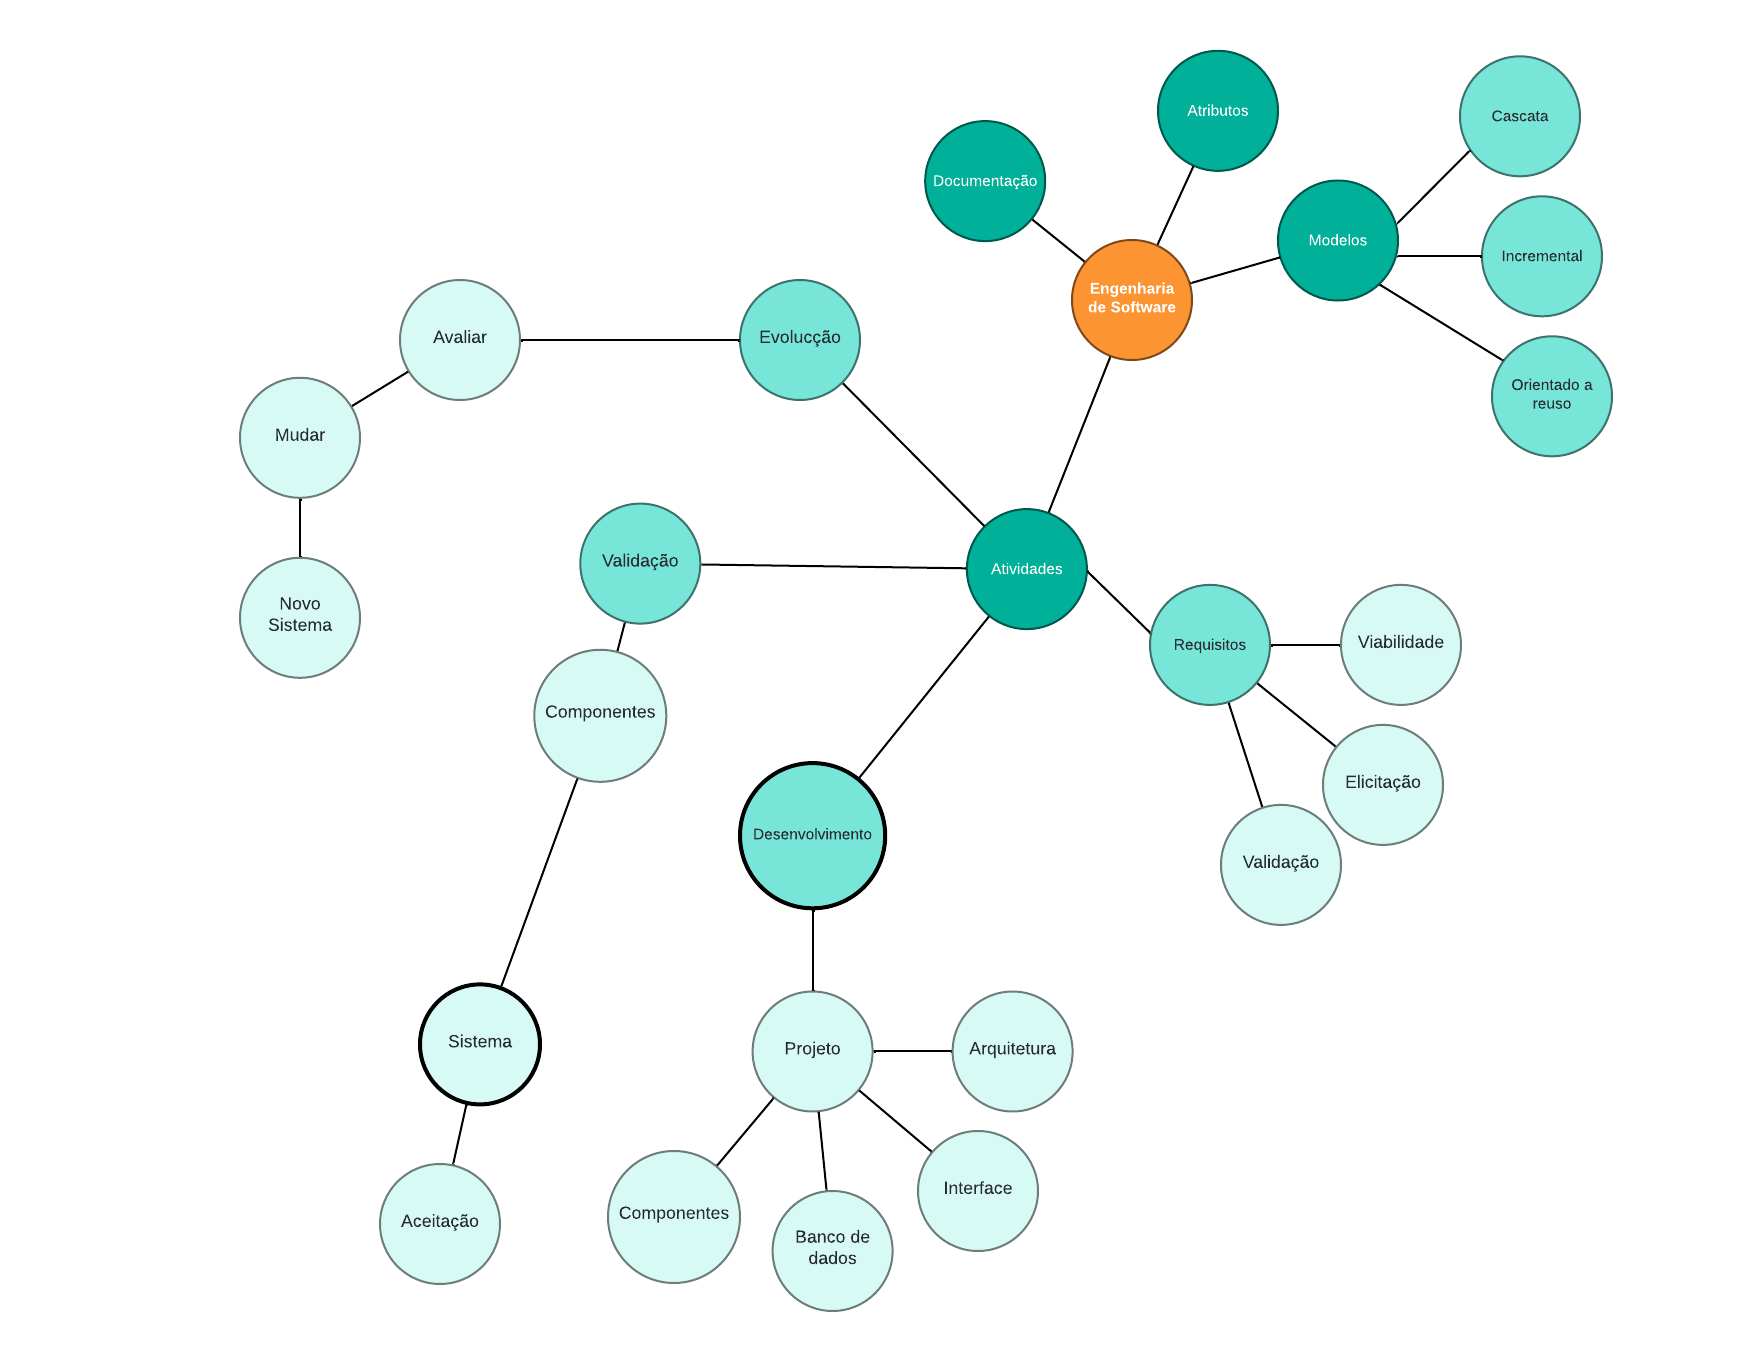 Atributos
Cascata
Documentação
Modelos
Incremental
Engenharia
de Software
Avaliar
Evolucção
Orientado a
reuso
Mudar
Validação
Atividades
Novo
Sistema
Requisitos
Viabilidade
Componentes
Elicitação
Desenvolvimento
Validação
Sistema
Projeto
Arquitetura
Interface
Componentes
Aceitação
Banco de
dados